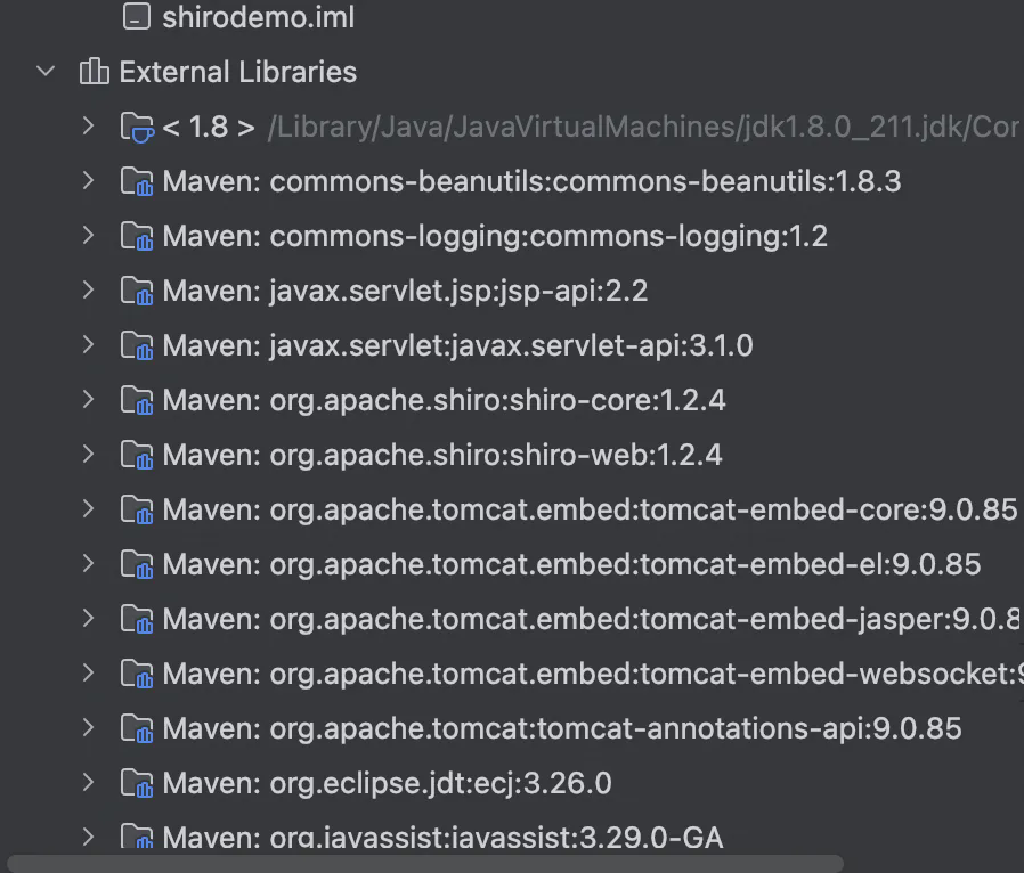 shirodemo.iml
External Libraries
< 1.8 > /Library/Java/JavaVirtualMachines/jdk1.8.0_211.jdk/Cor
Maven: commons-beanutils:commons-beanutils:1.8.3
Maven: commons-logging:commons-logging:1.2
Maven: javax.servlet.jsp:jsp-api:2.2
Maven: javax.servlet:javax.servlet-api:3.1.0
Maven: org.apache.shiro:shiro-core:1.2.4
Maven: org.apache.shiro:shiro-web:1.2.4
Maven: org.apache.tomcat.embed:tomcat-embed-core:9.0.85
Maven: org.apache.tomcat.embed:tomcat-embed-el:9.0.85
Maven: org.apache.tomcat.embed:tomcat-embed-jasper:9.0.8
Maven: org.apache.tomcat.embed:tomcat-embed-websocket:9
Maven: org.apache.tomcat:tomcat-annotations-api:9.0.85
Maven: org.eclipse.jdt:ecj:3.26.0
Maven: org.javassist:javassist:3.29.0-GA